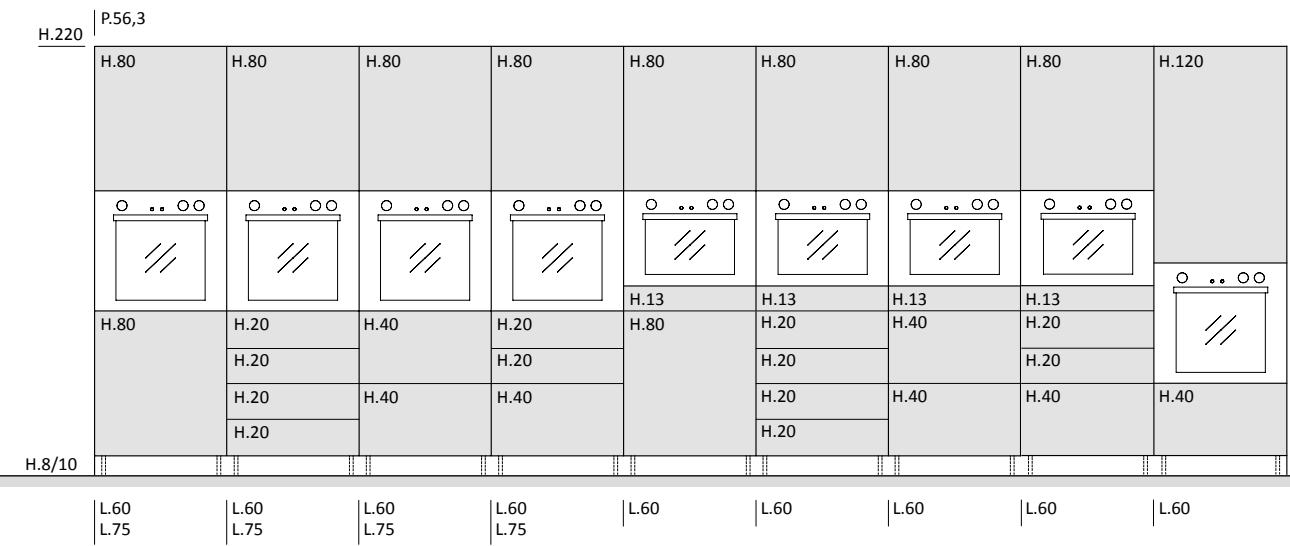 P.56,3
H.220
H.80 H.80 H.80 H.80 H.80 H.80 H.80 H.80 H.120
H.13 H.13 H.13 H.13
H.80 H.20 H.40 H.20 H.80 H.20 H.40 H.20
H.20 H.20 H.20 H.20
H.20 H.40 H.40 H.20 H.40 H.40 H.40
H.20 H.20
H.8/10
L.60 L.60 L.60 L.60 L.60 L.60 L.60 L.60 L.60
L.75 L.75 L.75 L.75